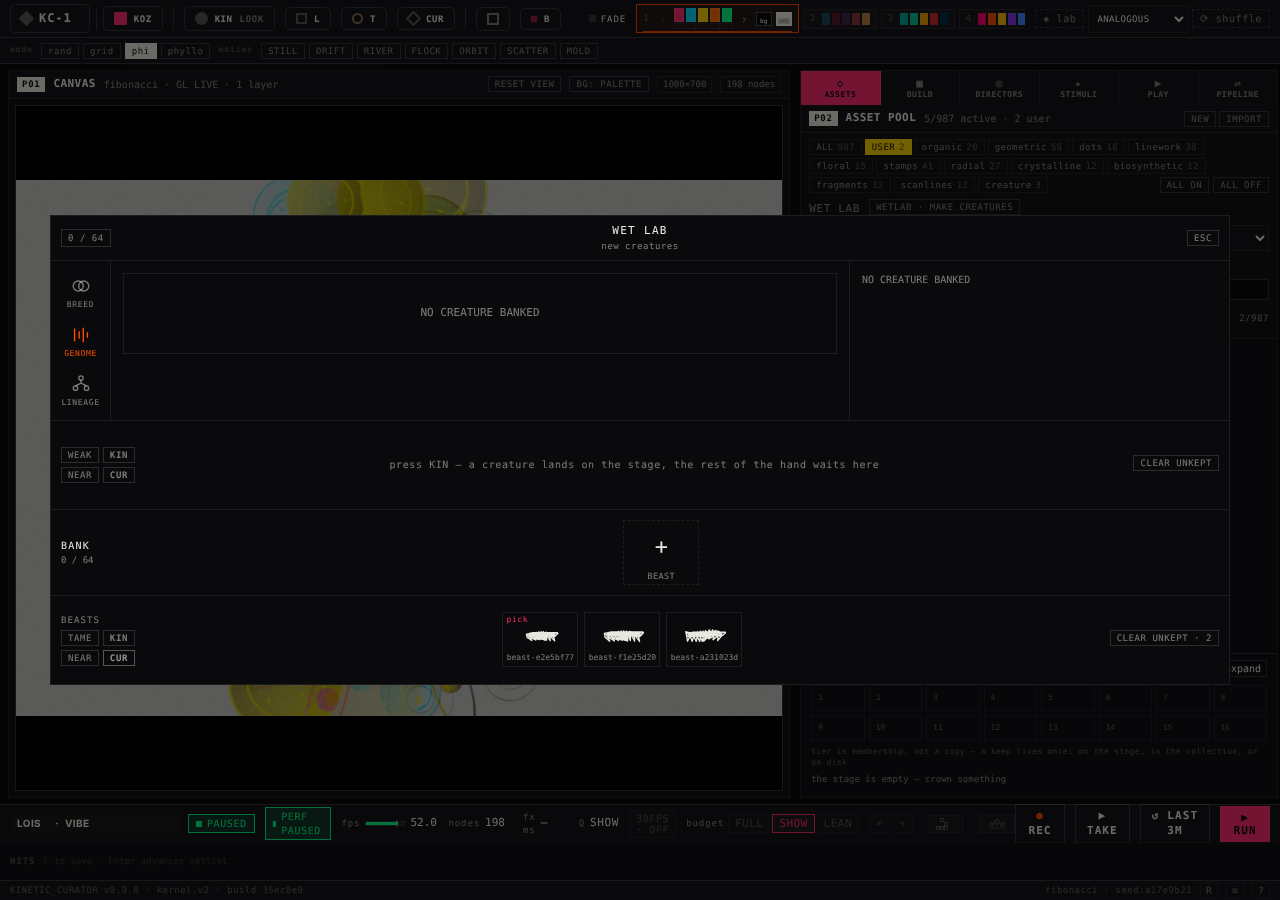 KC-1 KOZ KIN LOOK L T CUR B FADE 1 bg 2 3 4 lab ANALOGOUS shuffle
mode rand grid phi phyllo motion STILL DRIFT RIVER FLOCK ORBIT SCATTER MOLD
P01 CANVAS fibonacci · GL LIVE · 1 layer RESET VIEW BG: PALETTE 1000×700 198 nodes
ASSETS BUILD DIRECTORS STIMULI PLAY PIPELINE
P02 ASSET POOL 5/987 active · 2 user NEW IMPORT
ALL 987 USER 2 organic 20 geometric 58 dots 18 linework 38
floral 15 stamps 41 radial 27 crystalline 12 biosynthetic 12
fragments 12 scanlines 12 creature 3 ALL ON ALL OFF
WET LAB WETLAB · MAKE CREATURES
0 / 64
WET LAB
new creatures
ESC
BREED
GENOME
LINEAGE
NO CREATURE BANKED
NO CREATURE BANKED
2/987
WEAK KIN
NEAR CUR
press KIN — a creature lands on the stage, the rest of the hand waits here
CLEAR UNKEPT
BANK
0 / 64
+
BEAST
BEASTS
TAME KIN
NEAR CUR
pick
beast-e2e5bf77 beast-f1e25d20 beast-a231023d
CLEAR UNKEPT · 2
xpand
1 2 3 4 5 6 7 8
9 10 11 12 13 14 15 16
tier is membership, not a copy — a keep lives once: on the stage, in the collection, or
on disk
the stage is empty — crown something
LOIS · VIBE PAUSED PERF PAUSED fps 52.0 nodes 198 fx ms — Q SHOW 30FPS · OFF budget FULL SHOW LEAN REC TAKE LAST 3M RUN
HITS F to save · Enter advances setlist
KINETIC_CURATOR v0.9.0 · kernel.v2 · build 35ec0e0 fibonacci · seed:a17e9b21 R ≡ ?